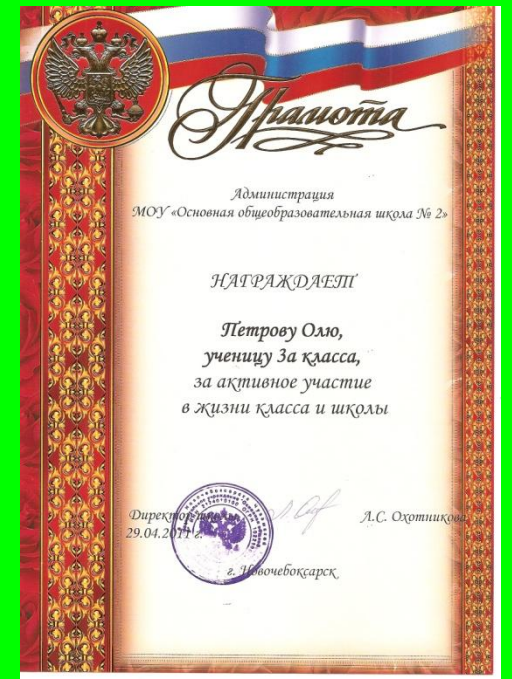 Грамота
Администрация
МОУ «Основная общеобразовательная школа № 2»
НАГРАЖДАЕТ
Петрову Олю,
ученицу 3а класса,
за активное участие
в жизни класса и школы
Директор школы Л.С. Охотникова
29.04.2011 г.
г. Новочебоксарск